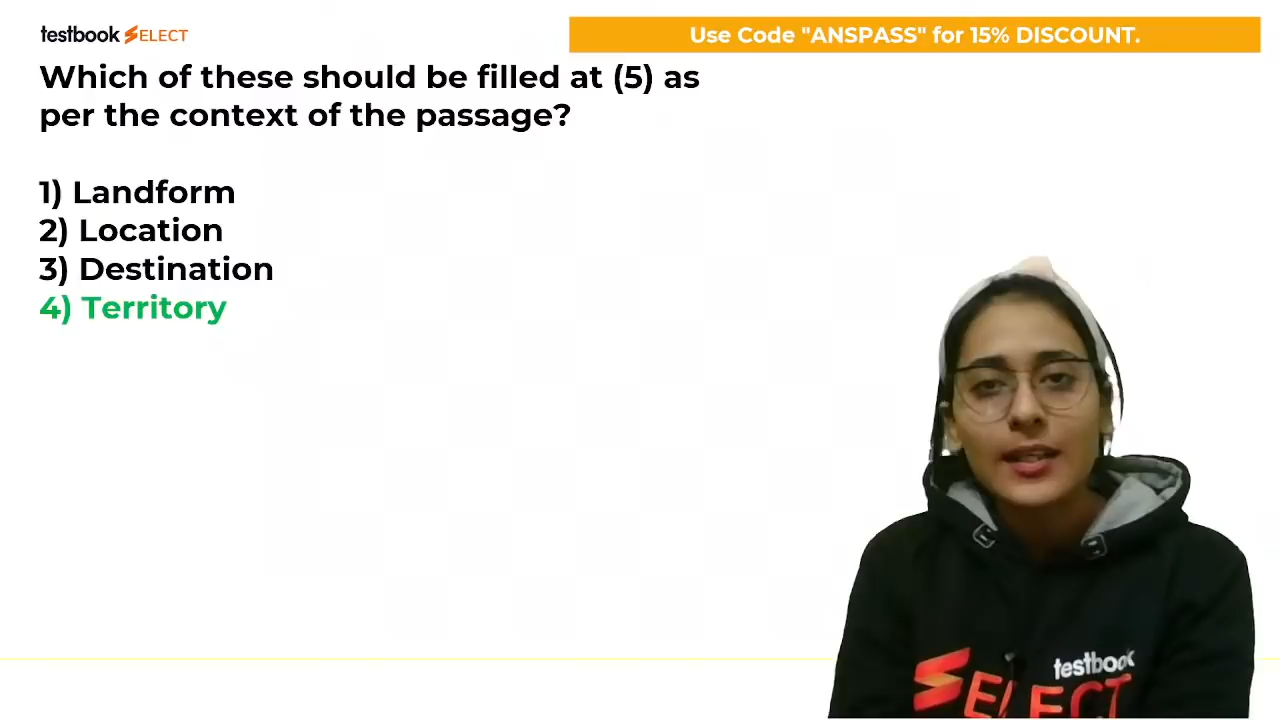 testbook SELECT
Use Code "ANSPASS" for 15% DISCOUNT.
Which of these should be filled at (5) as
per the context of the passage?
1) Landform
2) Location
3) Destination
4) Territory
testbook
SELECT